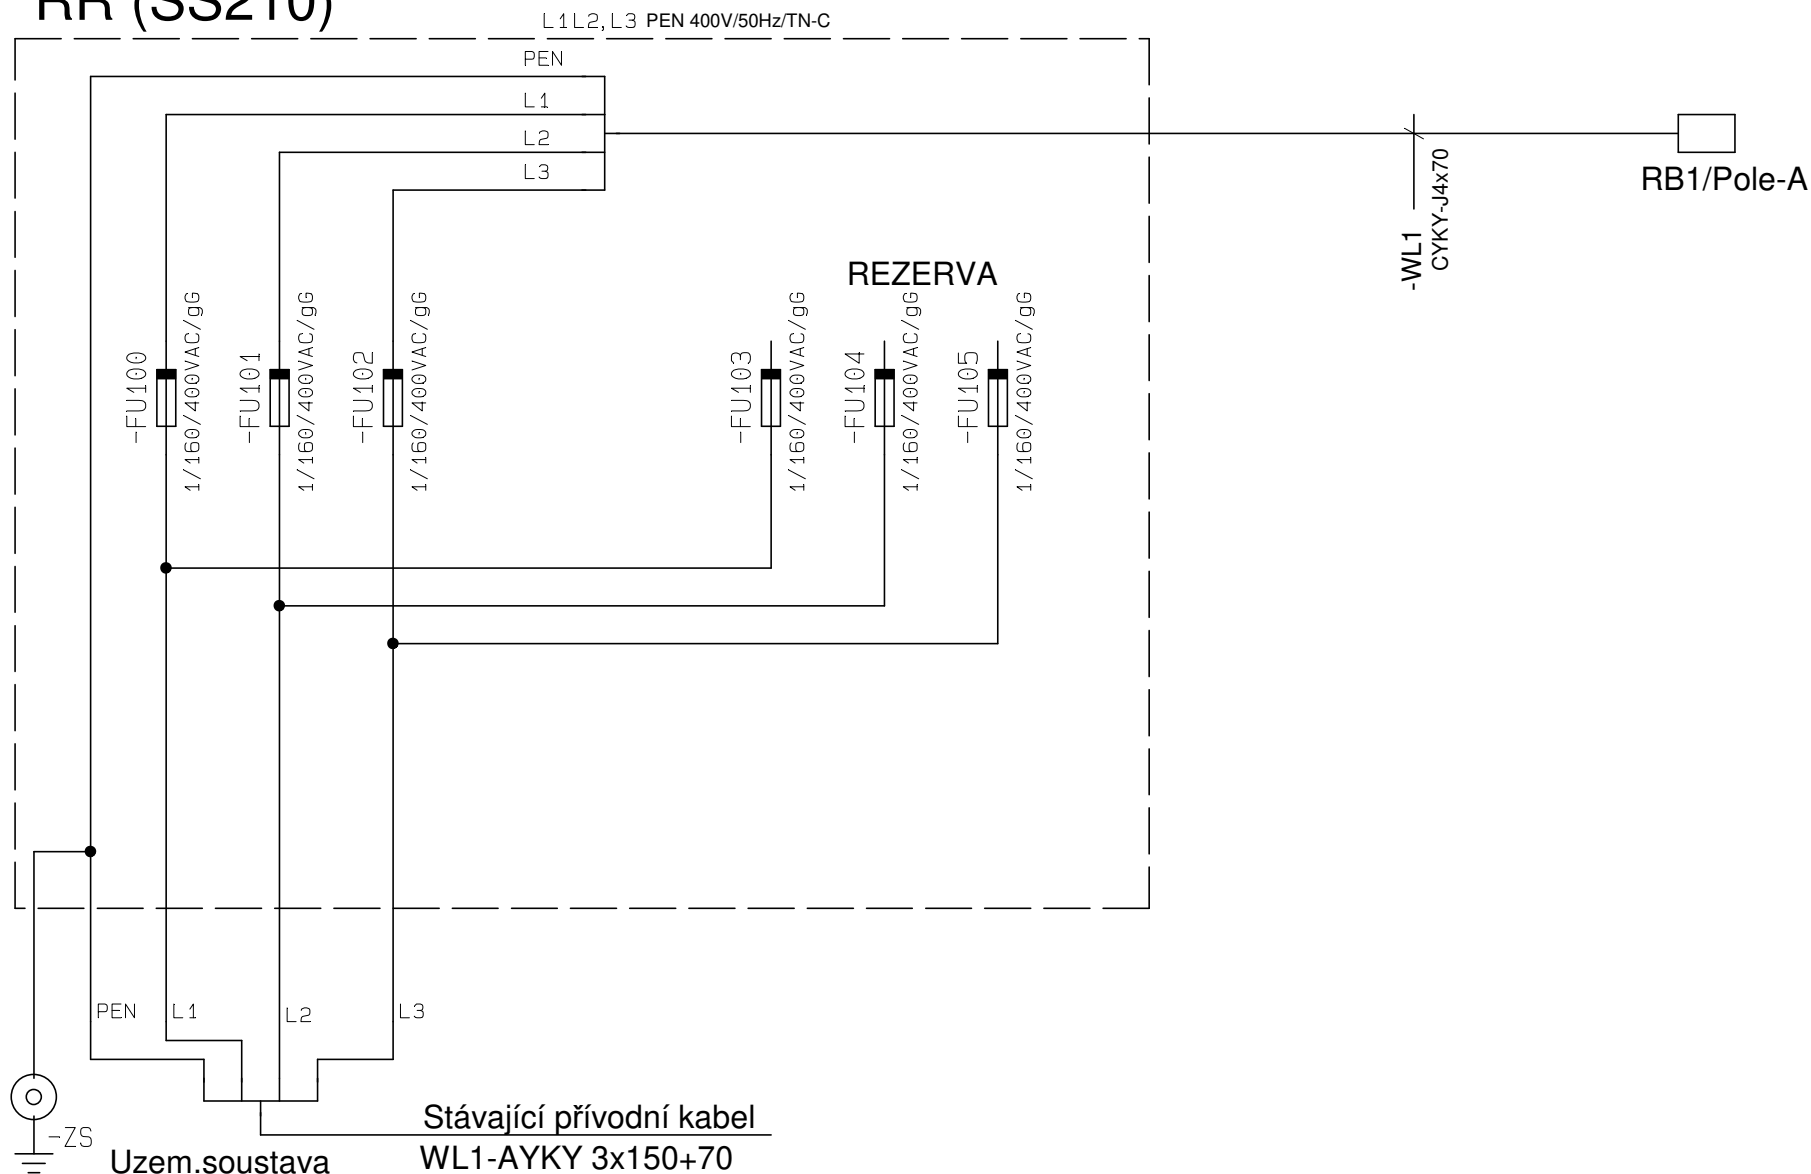 RR (SS210)
L1L2,L3 PEN 400V/50Hz/TN-C
PEN
L1
L2
L3
RB1/Pole-A
-WL1
CYKY-J4x70
REZERVA
-FU100
1/160/400VAC/gG
-FU101
1/160/400VAC/gG
-FU102
1/160/400VAC/gG
-FU103
1/160/400VAC/gG
-FU104
1/160/400VAC/gG
-FU105
1/160/400VAC/gG
PEN
L1
L2
L3
-ZS
Uzem.soustava
Stávající přívodní kabel
WL1-AYKY 3x150+70